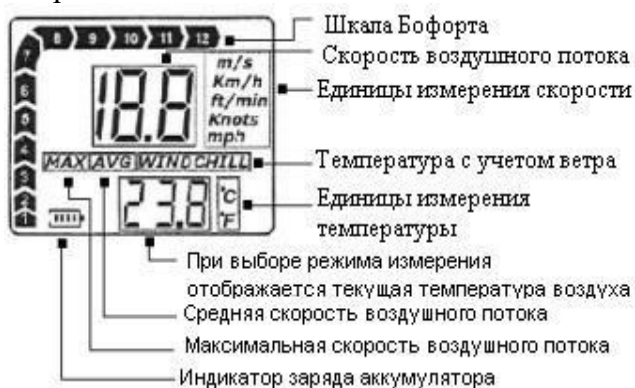 8 9 10 11 12
Шкала Бофорта
7
Скорость воздушного потока
18.8
m/s
Km/h
ft/min
Knots
mph
Единицы измерения скорости
6
5
4
MAX AVG WIND CHILL
Температура с учетом ветра
3
2
1
23.8
°C
°F
Единицы измерения
температуры
При выборе режима измерения
отображается текущая температура воздуха
Средняя скорость воздушного потока
Максимальная скорость воздушного потока
Индикатор заряда аккумулятора